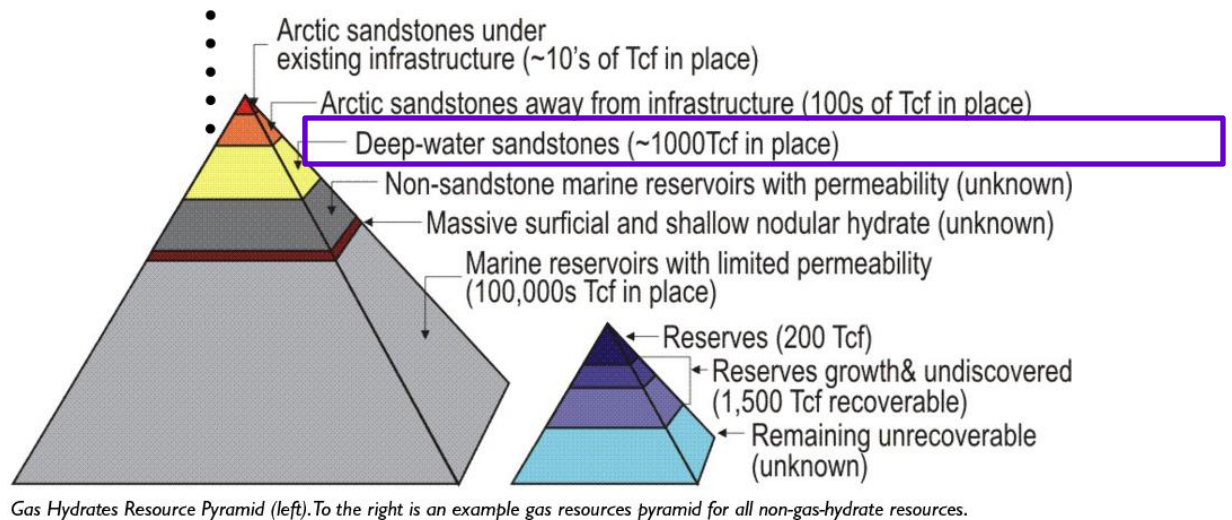 Arctic sandstones under
existing infrastructure (~10's of Tcf in place)
Arctic sandstones away from infrastructure (100s of Tcf in place)
Deep-water sandstones (~1000Tcf in place)
Non-sandstone marine reservoirs with permeability (unknown)
Massive surficial and shallow nodular hydrate (unknown)
Marine reservoirs with limited permeability
(100,000s Tcf in place)
Reserves (200 Tcf)
Reserves growth& undiscovered
(1,500 Tcf recoverable)
Remaining unrecoverable
(unknown)
Gas Hydrates Resource Pyramid (left). To the right is an example gas resources pyramid for all non-gas-hydrate resources.